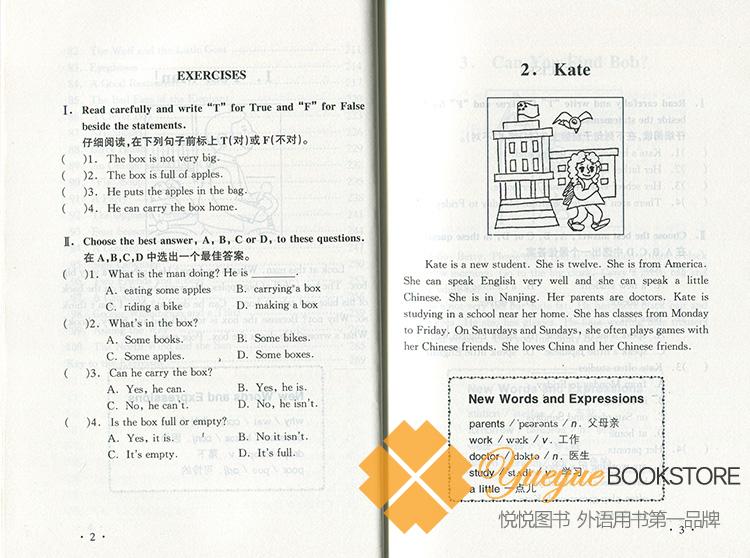 EXERCISES
Ⅰ. Read carefully and write "T" for True and "F" for False
beside the statements.
仔细阅读,在下列句子前标上 T(对)或 F(不对)。
( )1. The box is not very big.
( )2. The box is full of apples.
( )3. He puts the apples in the bag.
( )4. He can carry the box home.
Ⅱ. Choose the best answer, A, B, C or D, to these questions.
在 A,B,C,D 中选出一个最佳答案。
( )1. What is the man doing? He is ______.
A. eating some apples B. carrying a box
C. riding a bike D. making a box
( )2. What's in the box?
A. Some books. B. Some bikes.
C. Some apples. D. Some boxes.
( )3. Can he carry the box?
A. Yes, he can. B. Yes, he is.
C. No, he can't. D. No, he isn't.
( )4. Is the box full or empty?
A. Yes, it is. B. No it isn't.
C. It's empty. D. It's full.
· 2 ·
2. Kate
Kate is a new student. She is twelve. She is from America.
She can speak English very well and she can speak a little
Chinese. She is in Nanjing. Her parents are doctors. Kate is
studying in a school near her home. She has classes from Monday
to Friday. On Saturdays and Sundays, she often plays games with
her Chinese friends. She loves China and her Chinese friends.
New Words and Expressions
parents /ˈpɛərənts/ n. 父母亲
work /wɜːk/ v. 工作
doctor /ˈdɔktə/ n. 医生
study /ˈstʌdi/ v. 学习
a little 一点儿
Yueyue BOOKSTORE
悦悦图书 外语用书第一品牌
· 3 ·